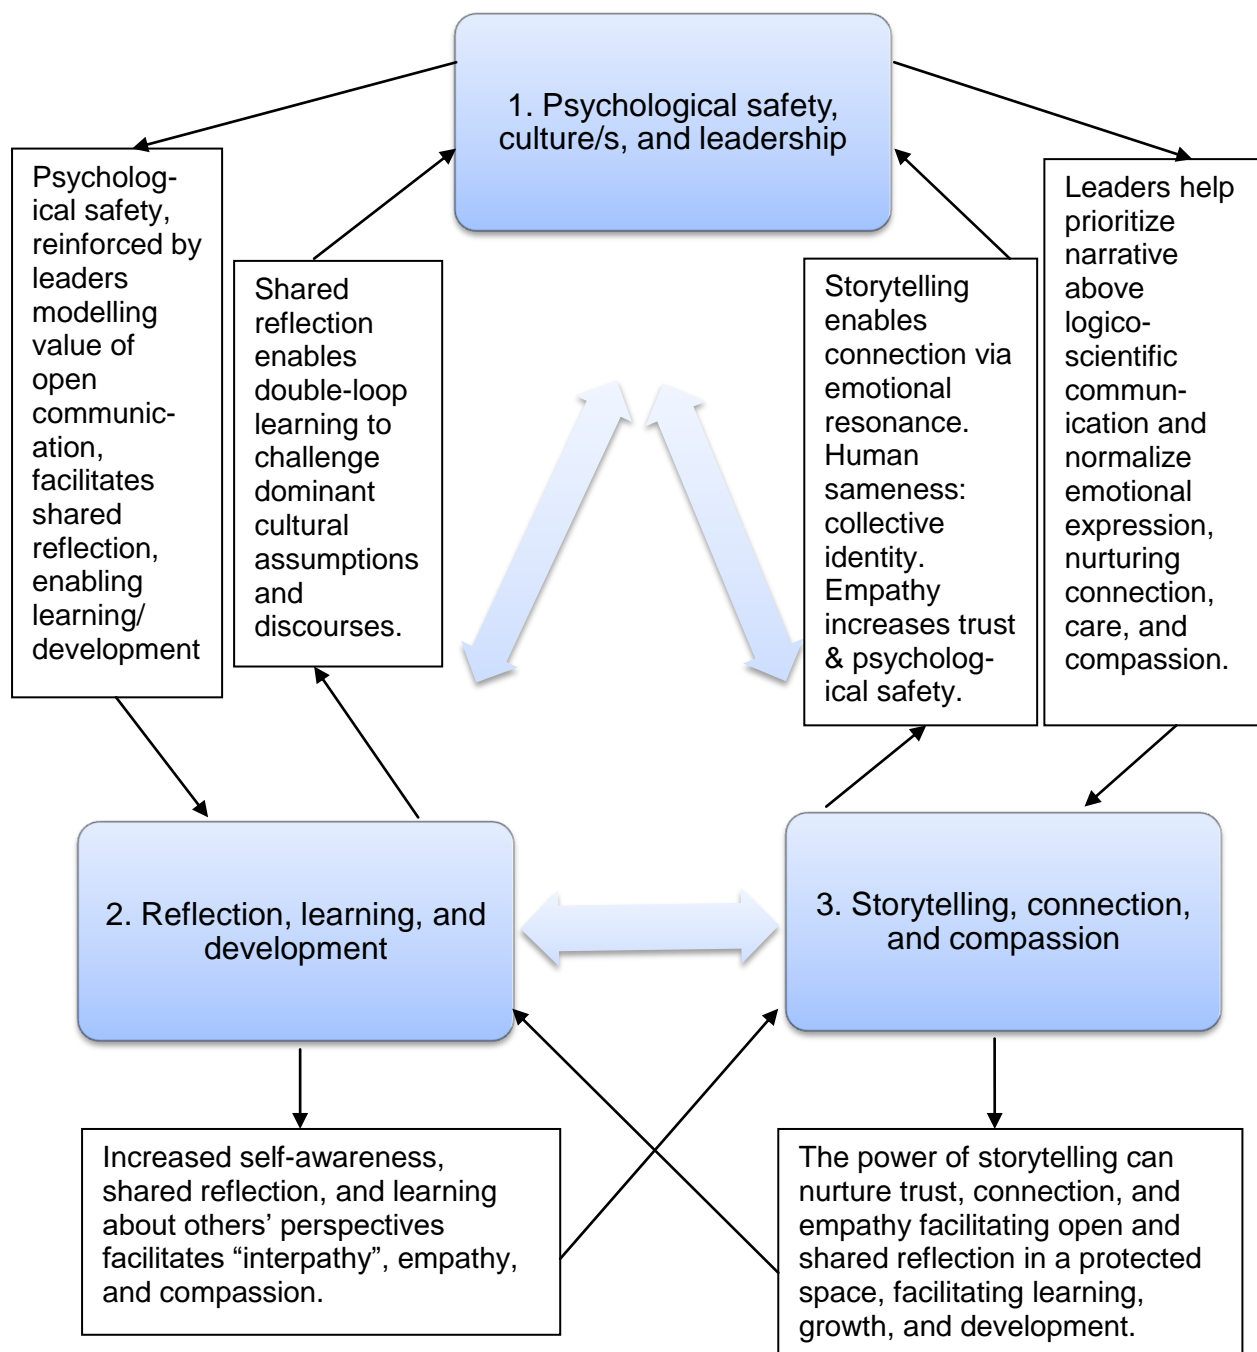 1. Psychological safety,
culture/s, and leadership
Psycholog-
ical safety,
reinforced by
leaders
modelling
value of
open
communic-
ation,
facilitates
shared
reflection,
enabling
learning/
development
Shared
reflection
enables
double-loop
learning to
challenge
dominant
cultural
assumptions
and
discourses.
Storytelling
enables
connection via
emotional
resonance.
Human
sameness:
collective
identity.
Empathy
increases trust
& psycholog-
ical safety.
Leaders help
prioritize
narrative
above
logico-
scientific
commun-
ication and
normalize
emotional
expression,
nurturing
connection,
care, and
compassion.
2. Reflection, learning, and
development
3. Storytelling, connection,
and compassion
Increased self-awareness,
shared reflection, and learning
about others’ perspectives
facilitates “interpathy”, empathy,
and compassion.
The power of storytelling can
nurture trust, connection, and
empathy facilitating open and
shared reflection in a protected
space, facilitating learning,
growth, and development.